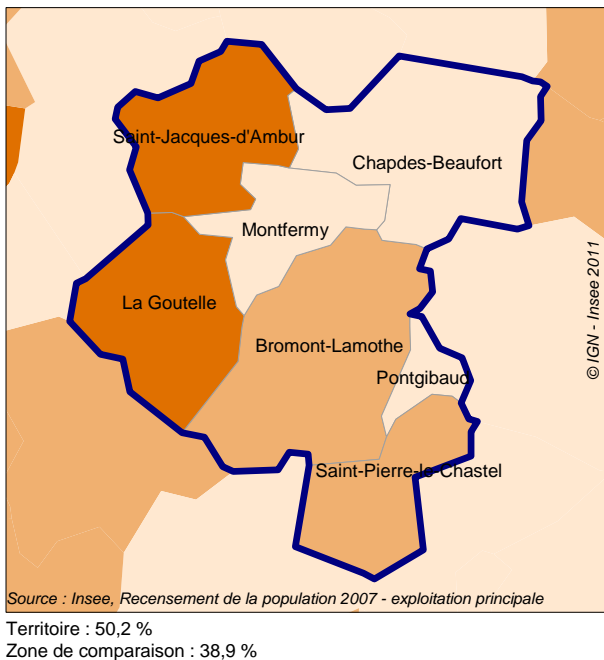 Saint-Jacques-d'Ambur
Chapdes-Beaufort
Montfermy
La Goutelle
Bromont-Lamothe
Pontgibaud
Saint-Pierre-le-Chastel
© IGN - Insee 2011
Source : Insee, Recensement de la population 2007 - exploitation principale
Territoire : 50,2 %
Zone de comparaison : 38,9 %